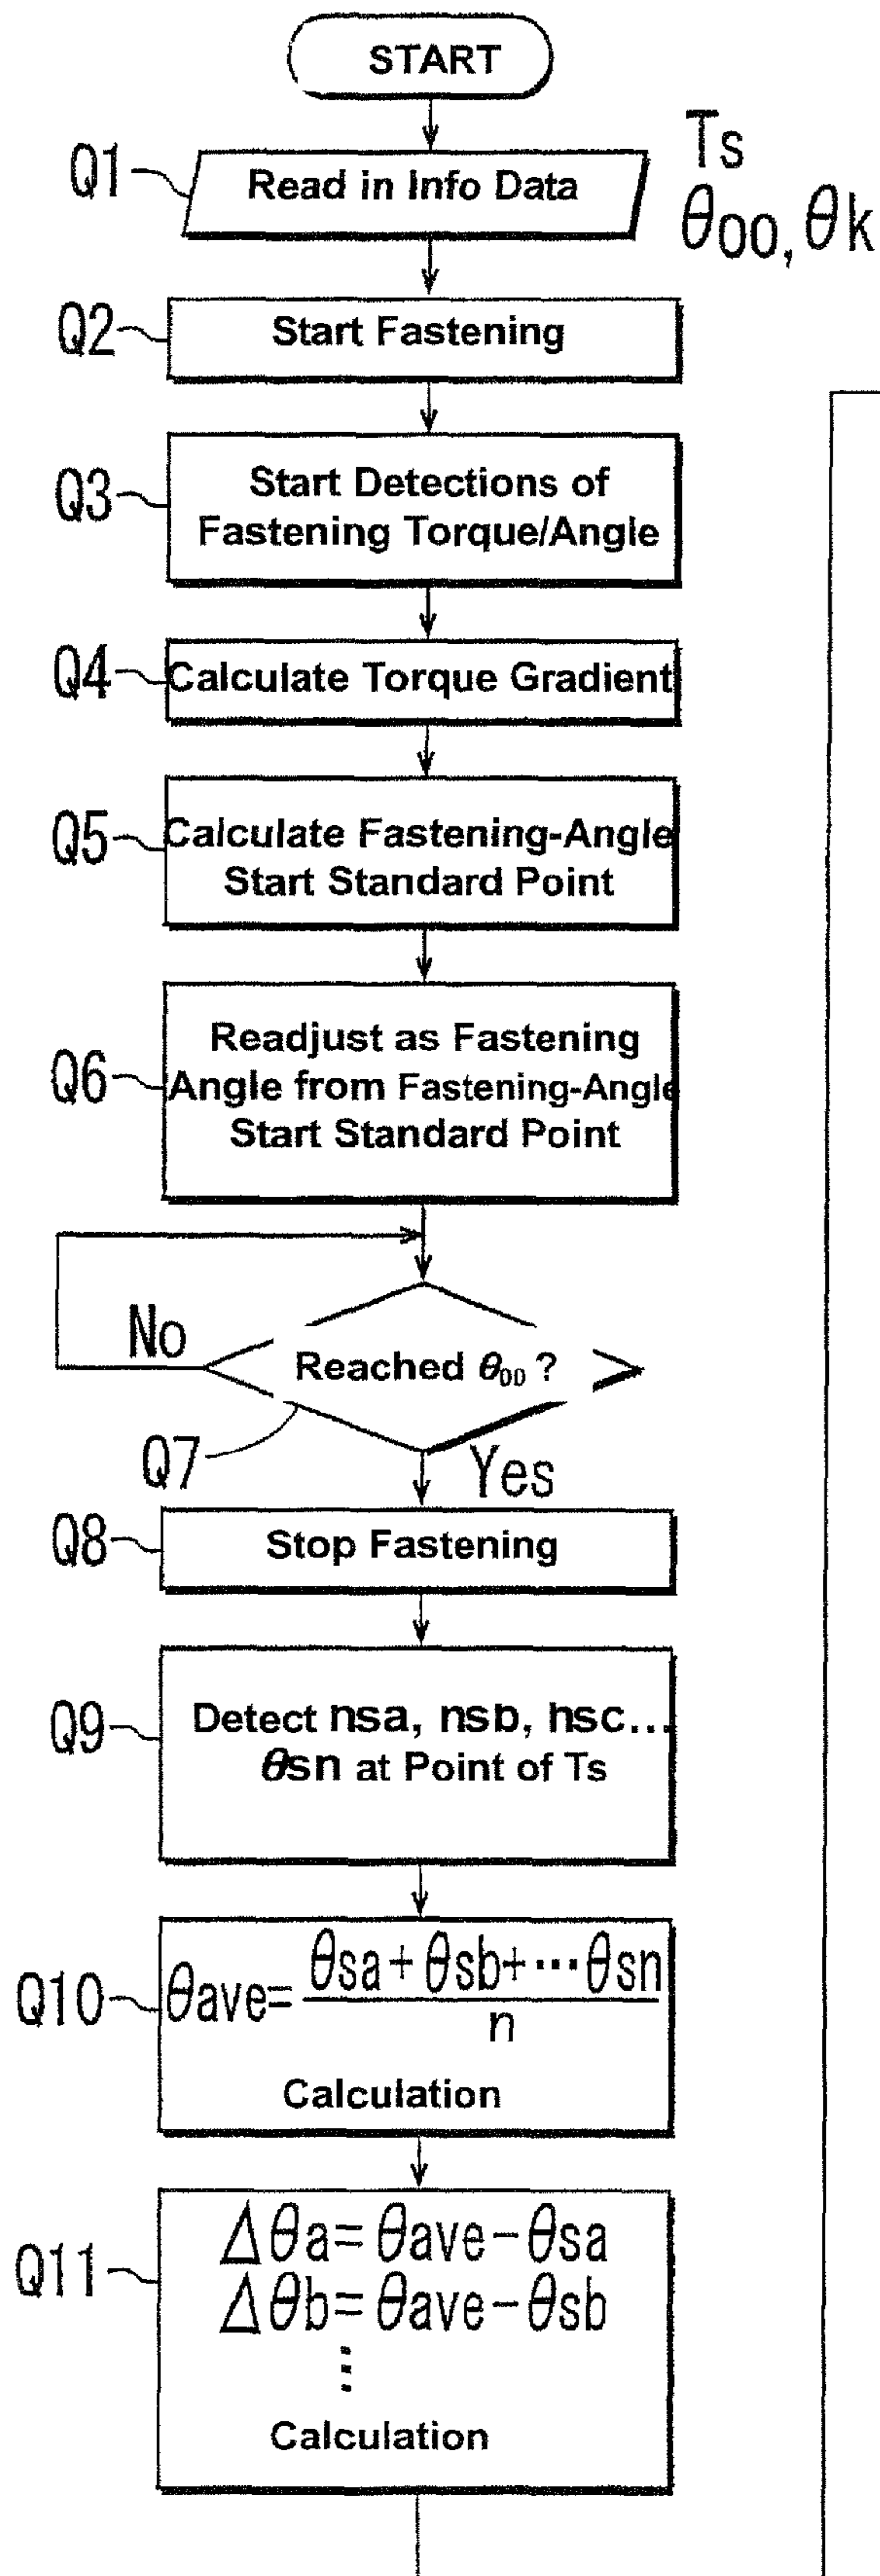 START
Q1
Read in Info Data
Ts
θ00, θk
Q2
Start Fastening
Q3
Start Detections of
Fastening Torque/Angle
Q4
Calculate Torque Gradient
Q5
Calculate Fastening-Angle
Start Standard Point
Q6
Readjust as Fastening
Angle from Fastening-Angle
Start Standard Point
No
Reached θ00 ?
Q7
Yes
Q8
Stop Fastening
Q9
Detect nsa, nsb, hsc...
θsn at Point of Ts
Q10
θave= θsa+θsb+···θsn
n
Calculation
Q11
Δθa=θave-θsa
Δθb=θave-θsb
⋮
Calculation